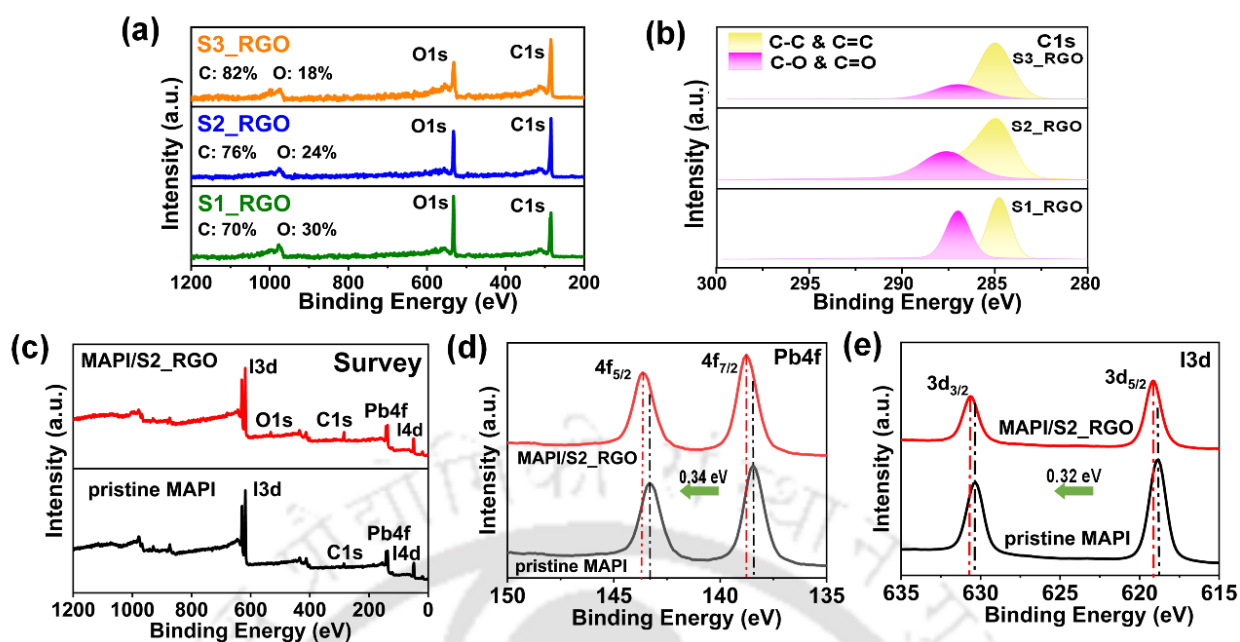 (a)
S3_RGO
C: 82% O: 18%
O1s
C1s
S2_RGO
C: 76% O: 24%
O1s
C1s
S1_RGO
C: 70% O: 30%
O1s
C1s
Intensity (a.u.)
1200 1000 800 600 400 200
Binding Energy (eV)
(b)
C-C & C=C
C-O & C=O
C1s
S3_RGO
S2_RGO
S1_RGO
Intensity (a.u.)
300 295 290 285 280
Binding Energy (eV)
(c)
MAPI/S2_RGO
Survey
I3d
O1s
C1s
Pb4f
I4d
pristine MAPI
I3d
C1s
Pb4f
I4d
Intensity (a.u.)
1200 1000 800 600 400 200 0
Binding Energy (eV)
(d)
Pb4f
4f5/2
4f7/2
MAPI/S2_RGO
0.34 eV
pristine MAPI
Intensity (a.u.)
150 145 140 135
Binding Energy (eV)
(e)
I3d
3d3/2
3d5/2
MAPI/S2_RGO
0.32 eV
pristine MAPI
Intensity (a.u.)
635 630 625 620 615
Binding Energy (eV)